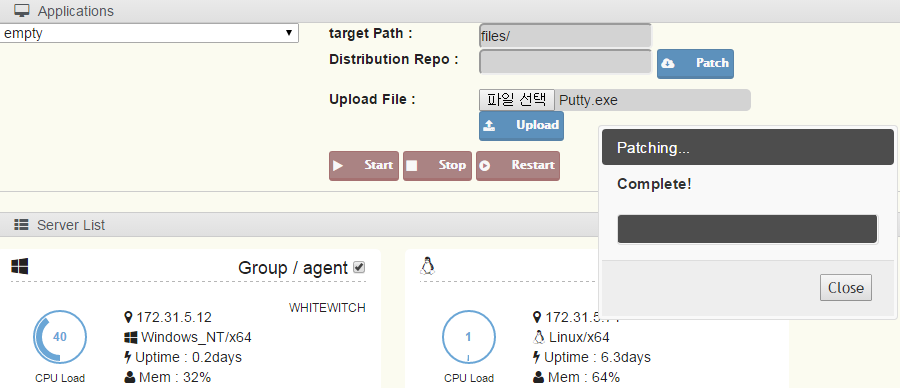 Applications
empty
target Path :
files/
Distribution Repo :
Patch
Upload File :
파일 선택
Putty.exe
Upload
Start
Stop
Restart
Patching...
Complete!
Close
Server List
Group / agent
WHITEWITCH
40
CPU Load
172.31.5.12
Windows_NT/x64
Uptime : 0.2days
Mem : 32%
1
CPU Load
172.31.5.14
Linux/x64
Uptime : 6.3days
Mem : 64%